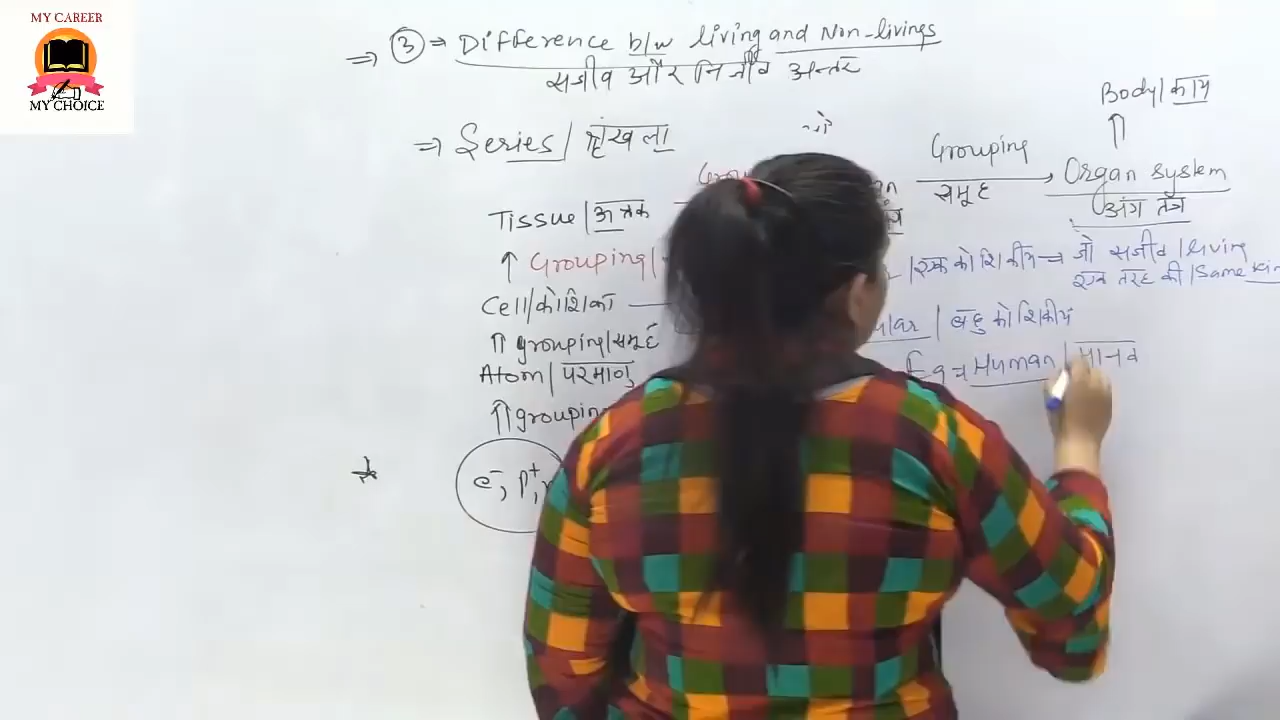 MY CAREER
MY CHOICE
⇒ ③ ⇒ Difference b/w living and Non-livings
सजीव और निर्जीव अन्तर
Body/काय
⇑
⇒ Series / श्रृंखला
Grouping
समूह
Organ system
अंग तंत्र
Tissue / ऊतक
↑ Grouping/
Cell/कोशिका
⇑ grouping/समूह
Atom/परमाणु
⇑ grouping
e⁻, p⁺,
/एक कोशिकीय ⇒ जो सजीव / living
एक तरह की / Same
/ बहुकोशिकीय
Eg ⇒ Human / मानव